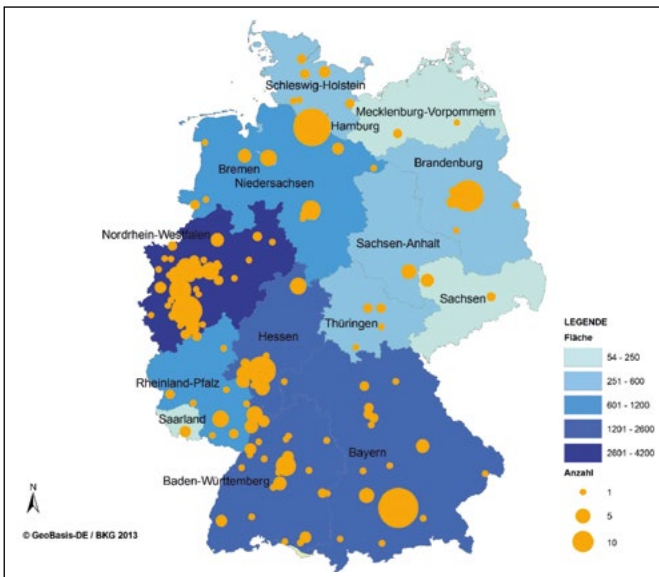 Schleswig-Holstein
Mecklenburg-Vorpommern
Hamburg
Bremen
Niedersachsen
Brandenburg
Nordrhein-Westfalen
Sachsen-Anhalt
Sachsen
Thüringen
Hessen
Rheinland-Pfalz
Saarland
Bayern
Baden-Württemberg
LEGENDE
Fläche
54 - 250
251 - 600
601 - 1200
1201 - 2600
2601 - 4200
Anzahl
1
5
10
N
© GeoBasis-DE / BKG 2013